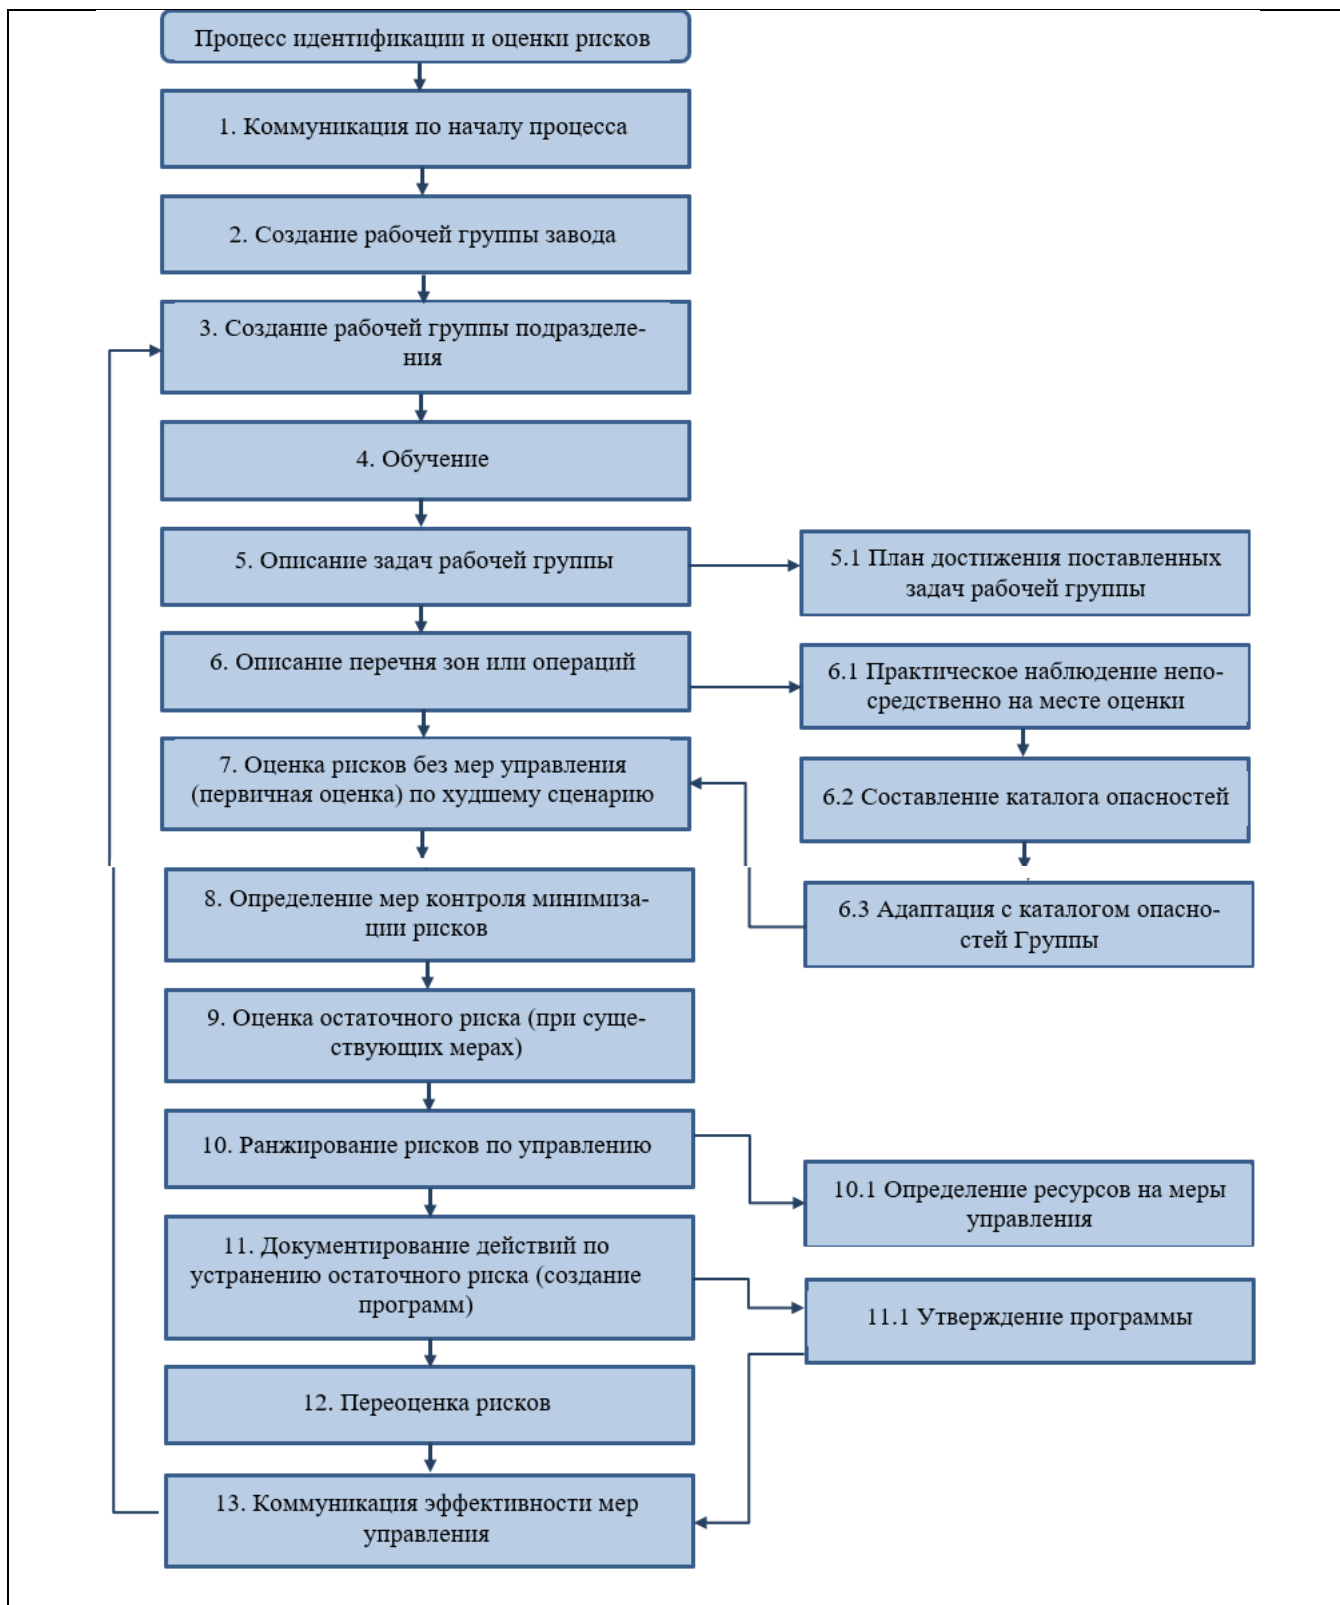 Процесс идентификации и оценки рисков
1. Коммуникация по началу процесса
2. Создание рабочей группы завода
3. Создание рабочей группы подразделе-
ния
4. Обучение
5. Описание задач рабочей группы
5.1 План достижения поставленных
задач рабочей группы
6. Описание перечня зон или операций
6.1 Практическое наблюдение непо-
средственно на месте оценки
7. Оценка рисков без мер управления
(первичная оценка) по худшему сценарию
6.2 Составление каталога опасностей
8. Определение мер контроля минимиза-
ции рисков
6.3 Адаптация с каталогом опасно-
стей Группы
9. Оценка остаточного риска (при суще-
ствующих мерах)
10. Ранжирование рисков по управлению
10.1 Определение ресурсов на меры
управления
11. Документирование действий по
устранению остаточного риска (создание
программ)
11.1 Утверждение программы
12. Переоценка рисков
13. Коммуникация эффективности мер
управления